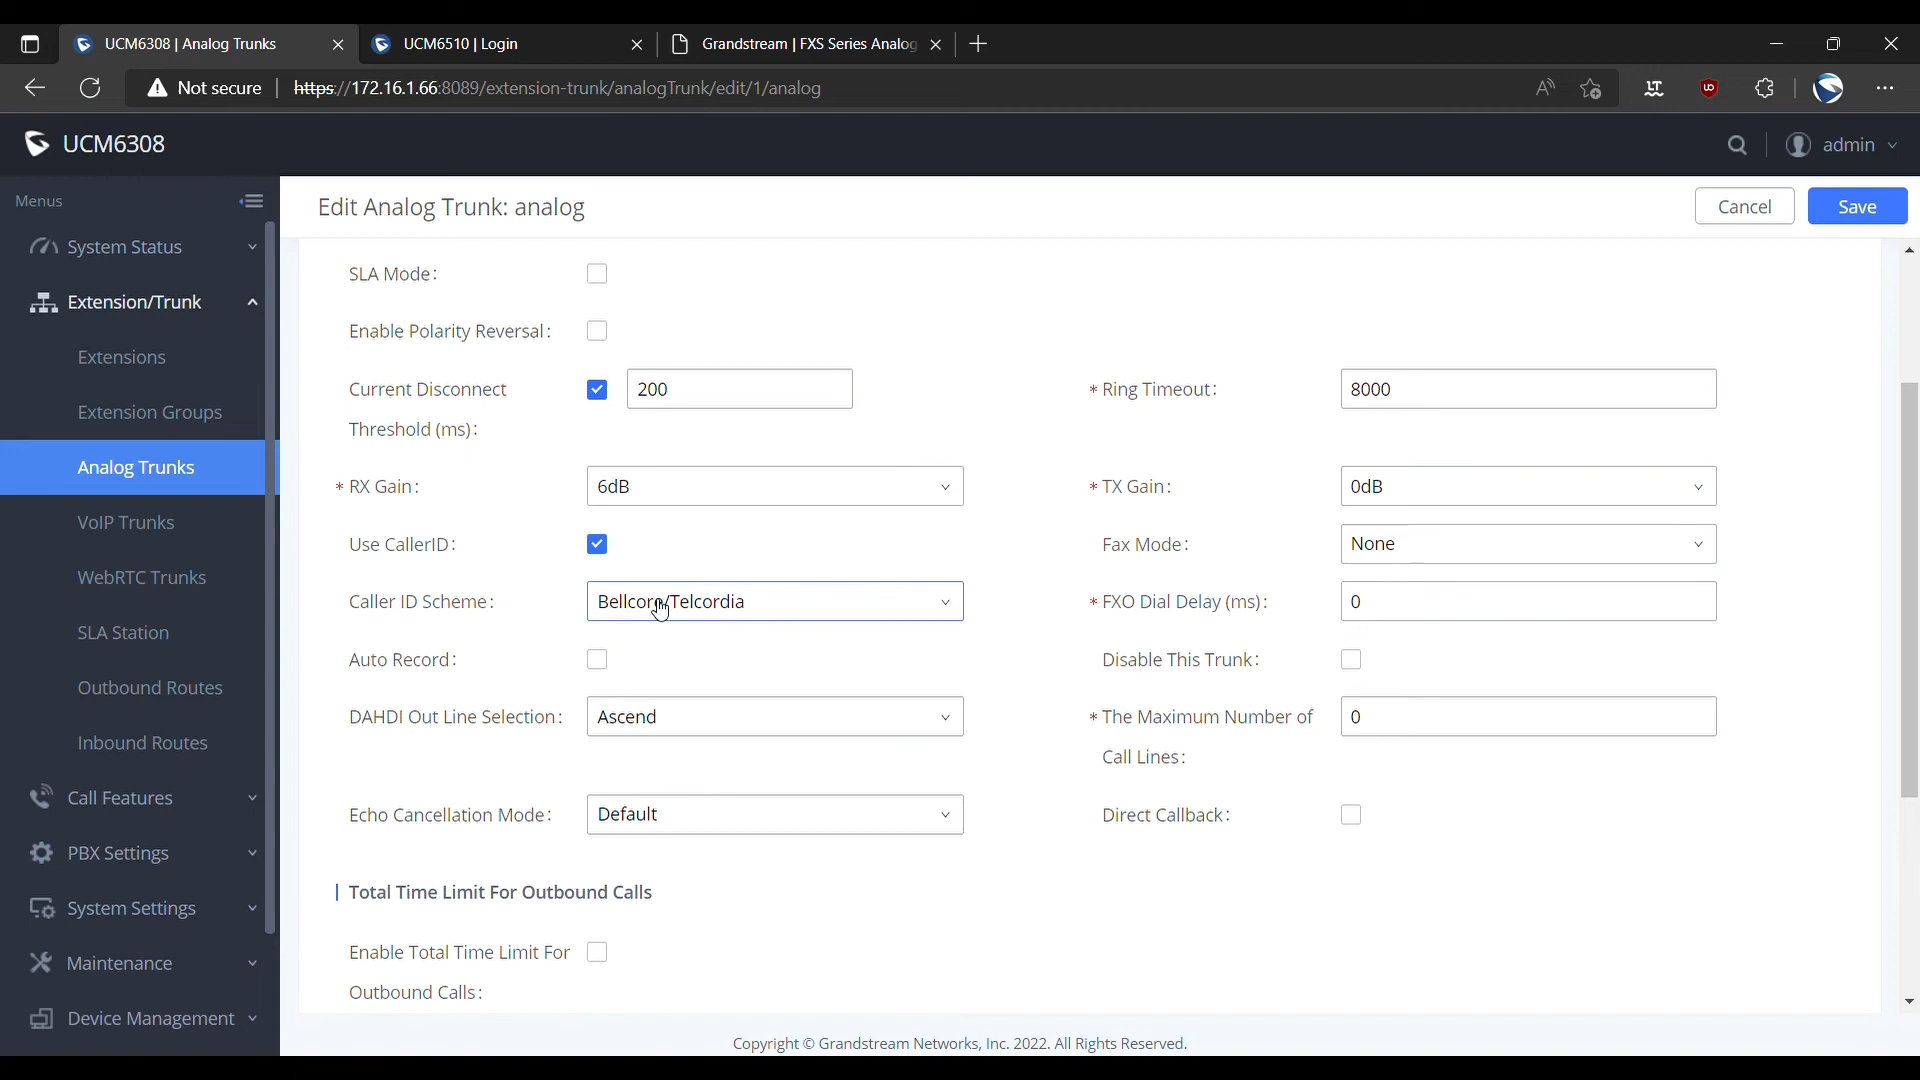 UCM6308 | Analog Trunks
UCM6510 | Login
Grandstream | FXS Series Analog
Not secure
https://172.16.1.66:8089/extension-trunk/analogTrunk/edit/1/analog
UCM6308
admin
Menus
System Status
Extension/Trunk
Extensions
Extension Groups
Analog Trunks
VoIP Trunks
WebRTC Trunks
SLA Station
Outbound Routes
Inbound Routes
Call Features
PBX Settings
System Settings
Maintenance
Device Management
Edit Analog Trunk: analog
Cancel
Save
SLA Mode:
Enable Polarity Reversal:
Current Disconnect
Threshold (ms):
200
* Ring Timeout:
8000
* RX Gain:
6dB
* TX Gain:
0dB
Use CallerID:
Fax Mode:
None
Caller ID Scheme:
Bellcore/Telcordia
* FXO Dial Delay (ms):
0
Auto Record:
Disable This Trunk:
DAHDI Out Line Selection:
Ascend
* The Maximum Number of
Call Lines:
0
Echo Cancellation Mode:
Default
Direct Callback:
Total Time Limit For Outbound Calls
Enable Total Time Limit For
Outbound Calls:
Copyright © Grandstream Networks, Inc. 2022. All Rights Reserved.